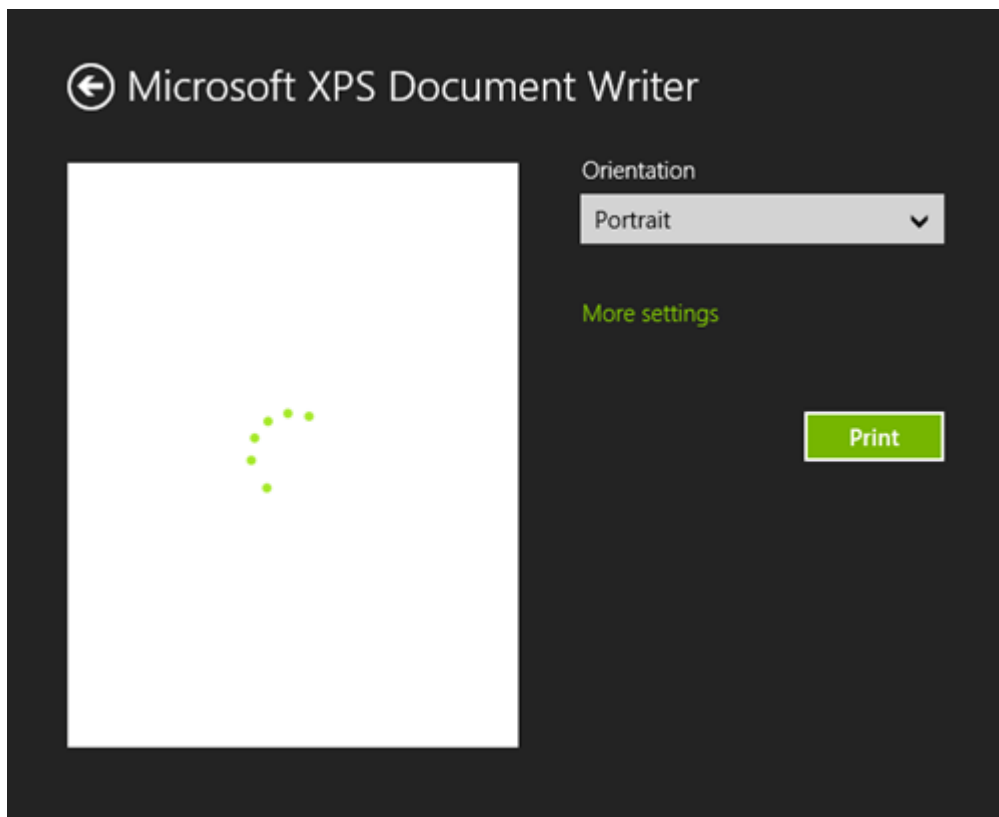 Microsoft XPS Document Writer
Orientation
Portrait
More settings
Print